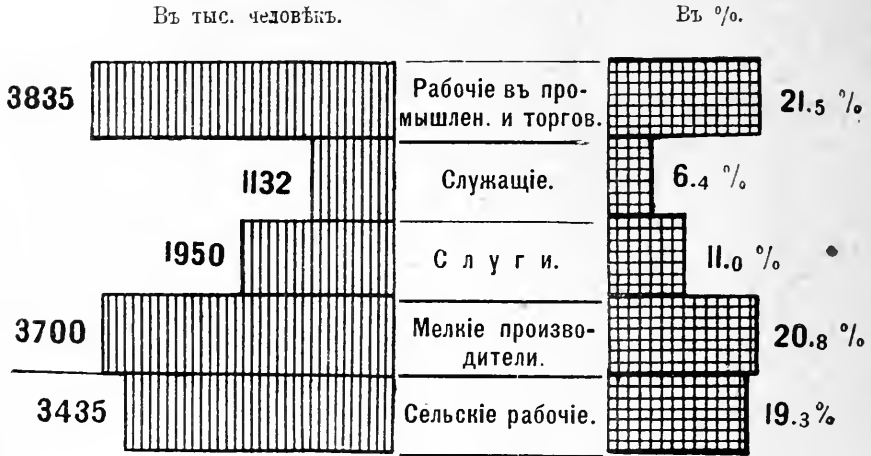 Въ тыс. человѣкъ.
Въ %.
3835
Рабочіе въ про-
мышлен. и торгов.
21.5 %
1132
Служащіе.
6.4 %
1950
Слуги.
11.0 %
3700
Мелкіе произво-
дители.
20.8 %
3435
Сельскіе рабочіе.
19.3%